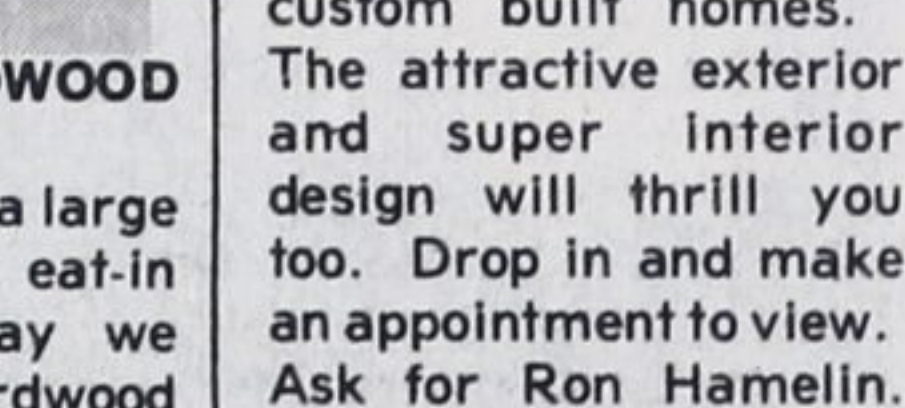 WOOD
a large
eat-in
we
custom built homes.
The attractive exterior
and super interior
design will thrill you
too. Drop in and make
an appointment to view.
Ask for Ron Hamelin.